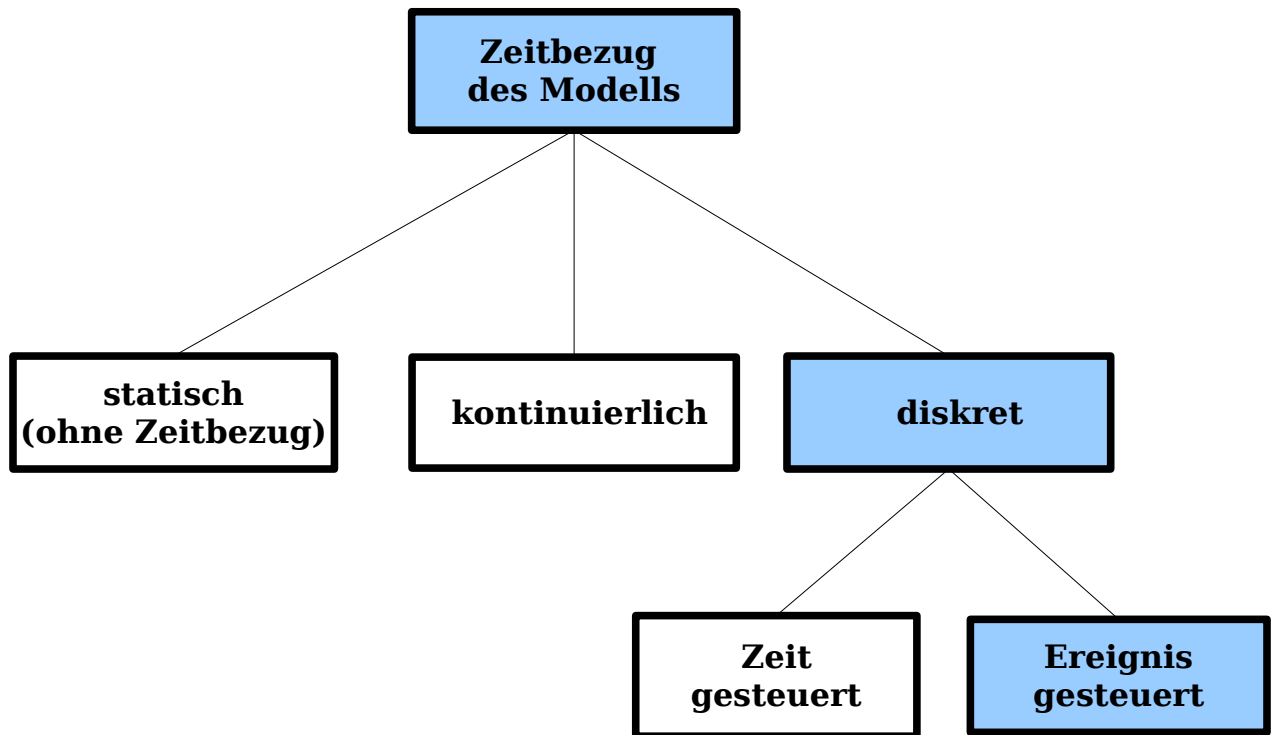 Zeitbezug
des Modells
statisch
(ohne Zeitbezug)
kontinuierlich
diskret
Zeit
gesteuert
Ereignis
gesteuert